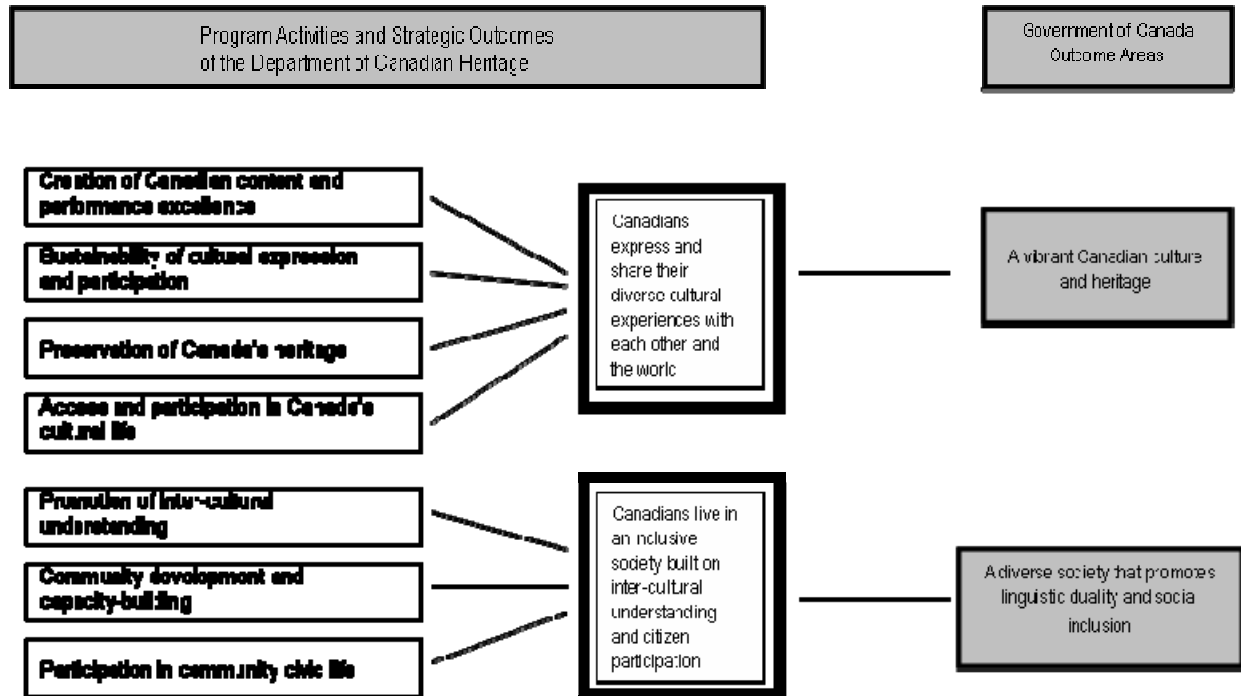 Program Activities and Strategic Outcomes
of the Department of Canadian Heritage
Government of Canada
Outcome Areas
Creation of Canadian content and
performance excellence
Sustainability of cultural expression
and participation
Preservation of Canada's heritage
Access and participation in Canada's
cultural life
Canadians
express and
share their
diverse cultural
experiences with
each other and
the world
A vibrant Canadian culture
and heritage
Promotion of inter-cultural
understanding
Community development and
capacity-building
Participation in community civic life
Canadians live in
an inclusive
society built on
inter-cultural
understanding
and citizen
participation
A diverse society that promotes
linguistic duality and social
inclusion